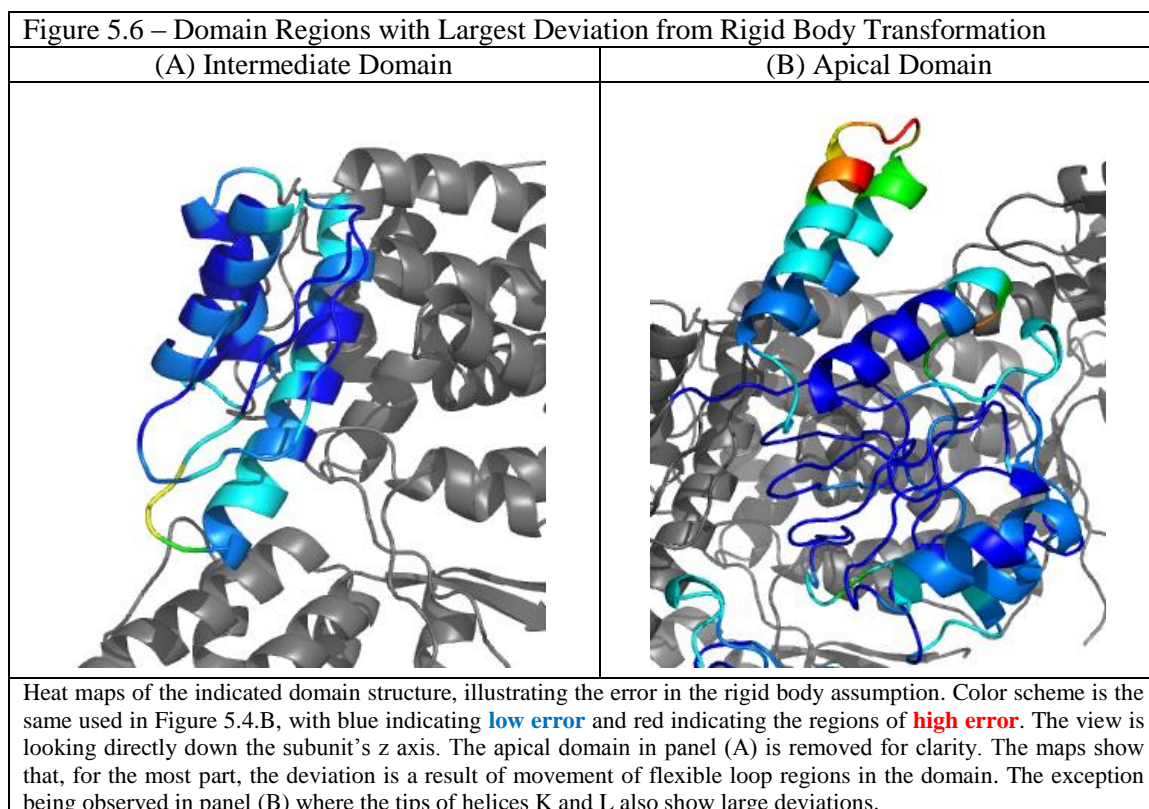 Figure 5.6 – Domain Regions with Largest Deviation from Rigid Body Transformation
(A) Intermediate Domain
(B) Apical Domain
Heat maps of the indicated domain structure, illustrating the error in the rigid body assumption. Color scheme is the
same used in Figure 5.4.B, with blue indicating low error and red indicating the regions of high error. The view is
looking directly down the subunit's z axis. The apical domain in panel (A) is removed for clarity. The maps show
that, for the most part, the deviation is a result of movement of flexible loop regions in the domain. The exception
being observed in panel (B) where the tips of helices K and L also show large deviations.